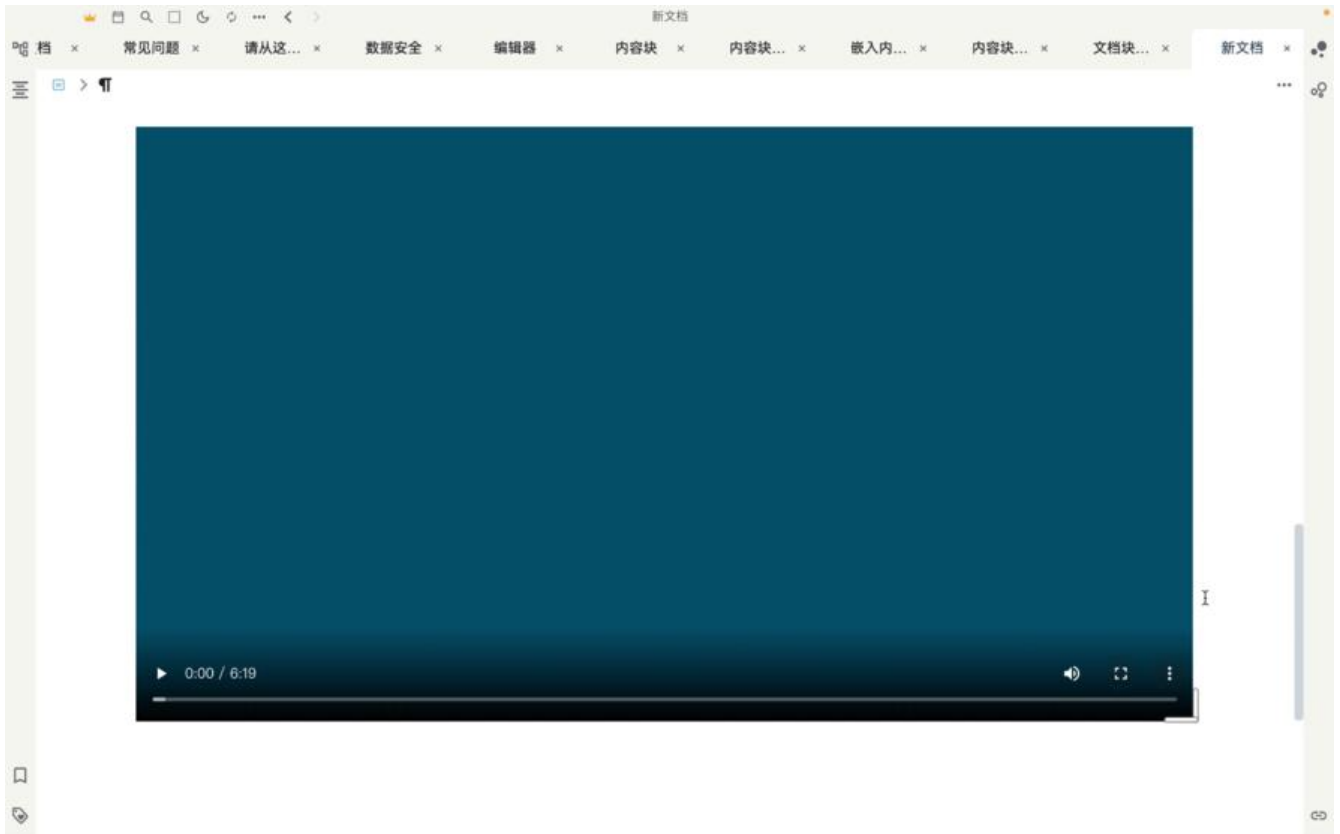 新文档
档 × 常见问题 × 请从这... × 数据安全 × 编辑器 × 内容块 × 内容块... × 嵌入内... × 内容块... × 文档块... × 新文档 ×
¶
0:00 / 6:19